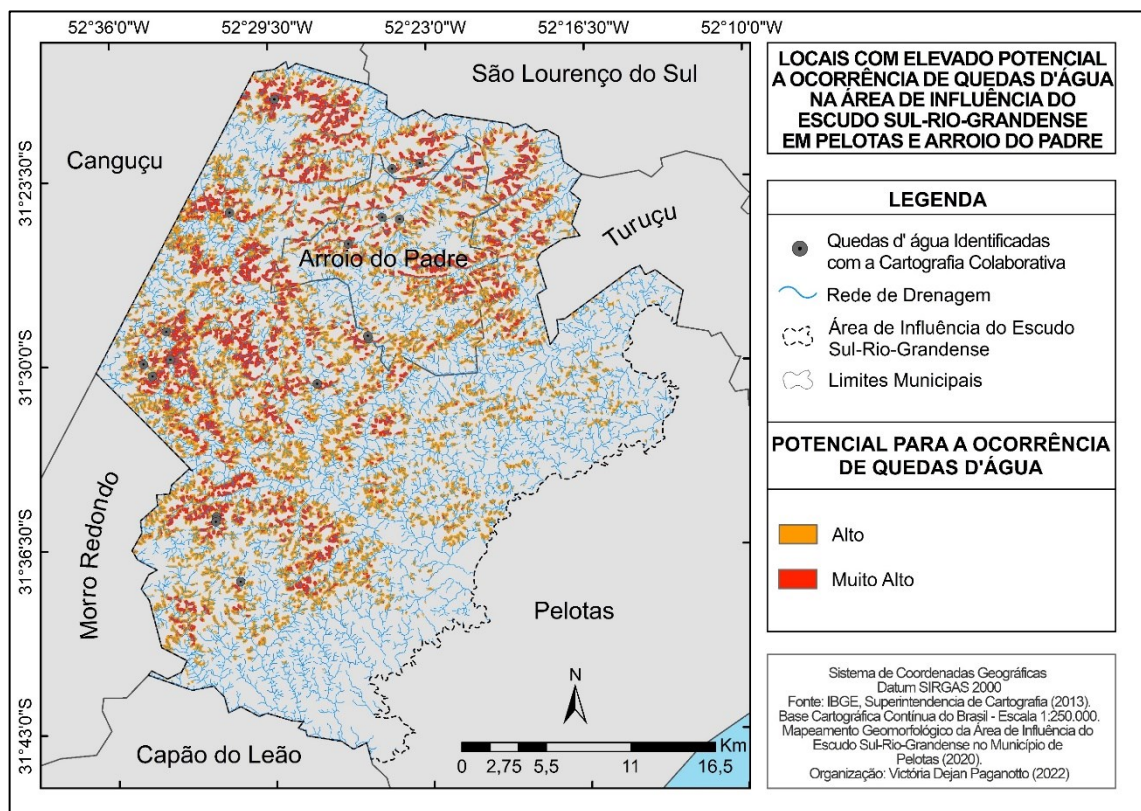 52°36'0"W
52°29'30"W
52°23'0"W
52°16'30"W
52°10'0"W
31°23'30"S
31°30'0"S
31°36'30"S
31°43'0"S
São Lourenço do Sul
Canguçu
Turuçu
Arroio do Padre
Morro Redondo
Pelotas
Capão do Leão
N
Km
0 2,75 5,5 11 16,5
LOCAIS COM ELEVADO POTENCIAL
A OCORRÊNCIA DE QUEDAS D'ÁGUA
NA ÁREA DE INFLUÊNCIA DO
ESCUDO SUL-RIO-GRANDENSE
EM PELOTAS E ARROIO DO PADRE
LEGENDA
Quedas d' água Identificadas
com a Cartografia Colaborativa
Rede de Drenagem
Área de Influência do Escudo
Sul-Rio-Grandense
Limites Municipais
POTENCIAL PARA A OCORRÊNCIA
DE QUEDAS D'ÁGUA
Alto
Muito Alto
Sistema de Coordenadas Geográficas
Datum SIRGAS 2000
Fonte: IBGE, Superintendencia de Cartografia (2013).
Base Cartográfica Contínua do Brasil - Escala 1:250.000.
Mapeamento Geomorfológico da Área de Influência do
Escudo Sul-Rio-Grandense no Município de
Pelotas (2020).
Organização: Victória Dejan Paganotto (2022)